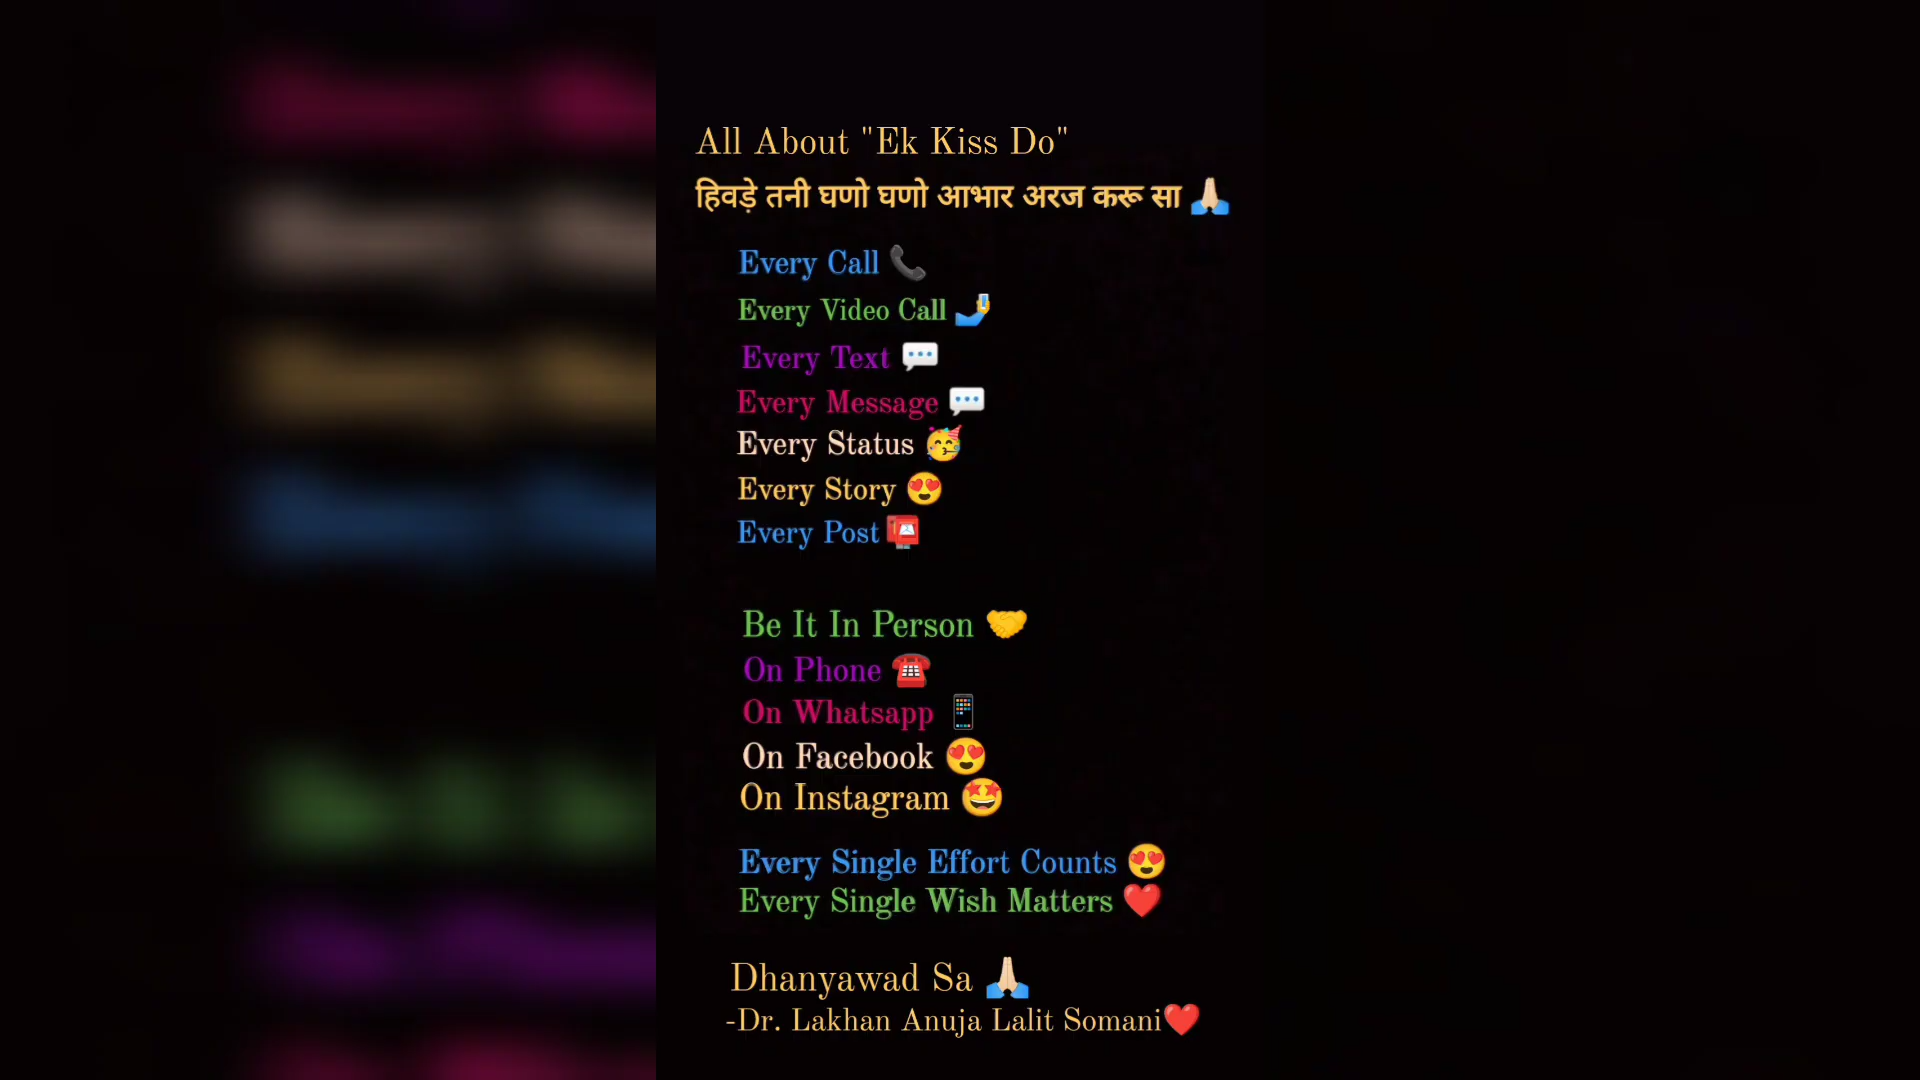 All About "Ek Kiss Do"
हिवड़े तनी घणो घणो आभार अरज करू सा 🙏🏻
Every Call 📞
Every Video Call 🤳
Every Text 💬
Every Message 💬
Every Status 🥳
Every Story 😍
Every Post 📮
Be It In Person 🤝
On Phone ☎️
On Whatsapp 📱
On Facebook 😍
On Instagram 🤩
Every Single Effort Counts 😍
Every Single Wish Matters ❤️
Dhanyawad Sa 🙏🏻
-Dr. Lakhan Anuja Lalit Somani❤️